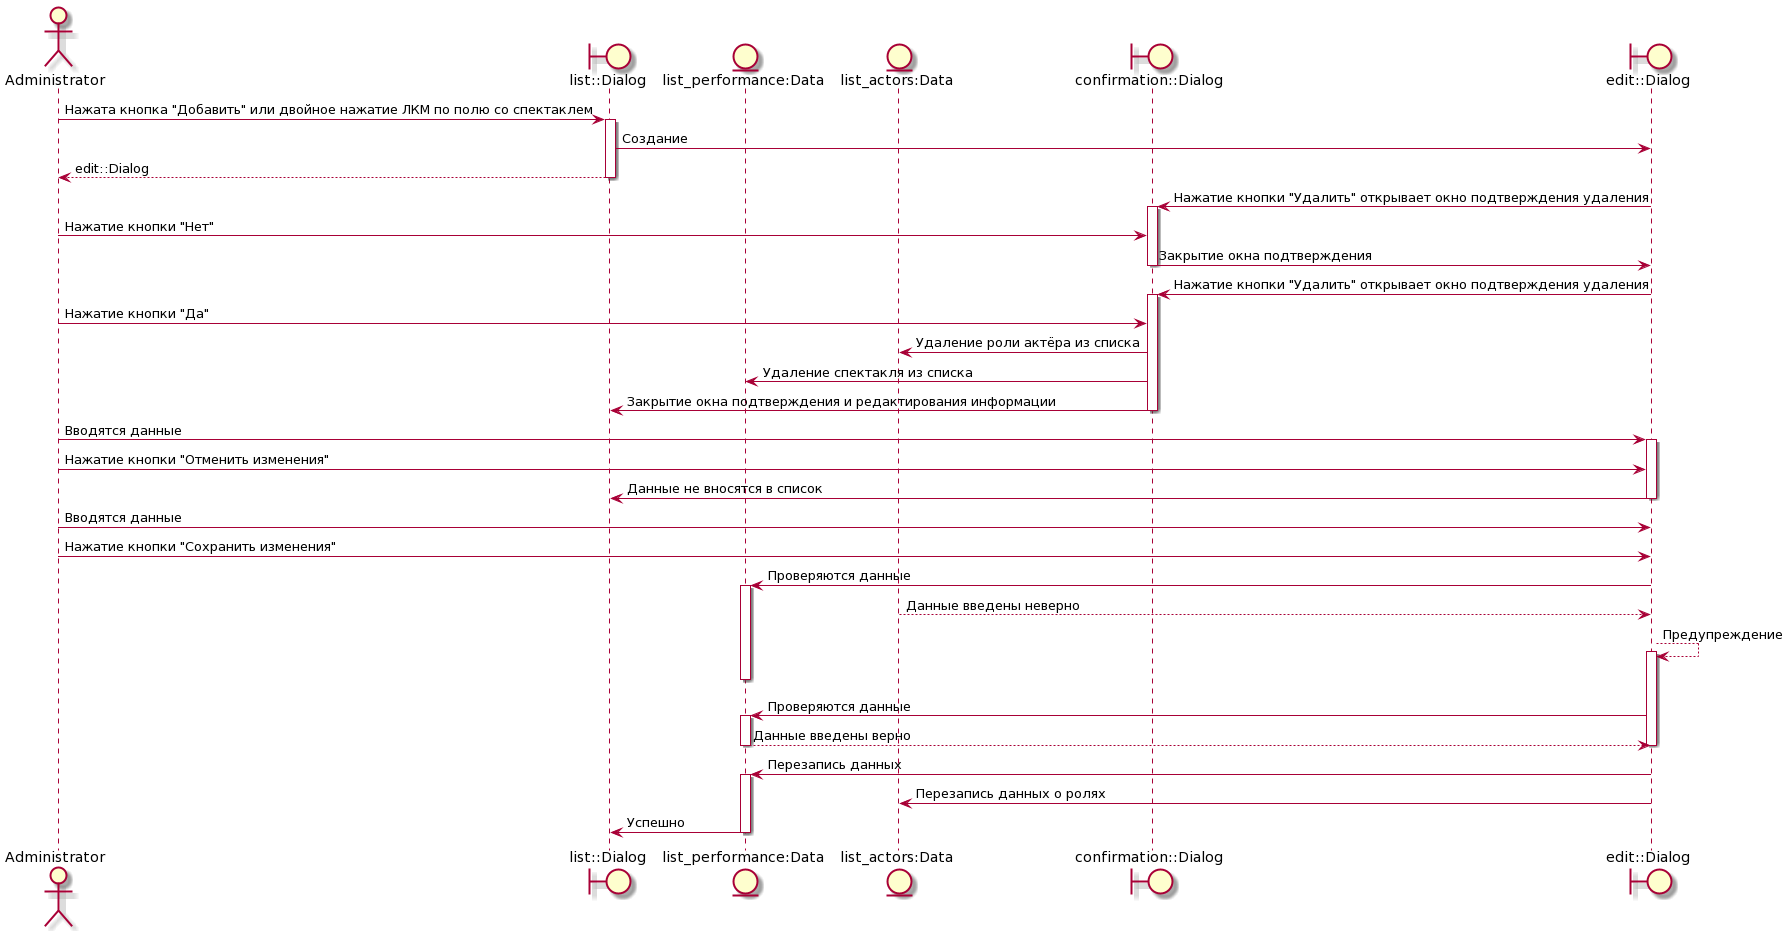 Administrator
list::Dialog
list_performance:Data
list_actors:Data
confirmation::Dialog
edit::Dialog
Нажата кнопка "Добавить" или двойное нажатие ЛКМ по полю со спектаклем
Создание
edit::Dialog
Нажатие кнопки "Удалить" открывает окно подтверждения удаления
Нажатие кнопки "Нет"
Закрытие окна подтверждения
Нажатие кнопки "Удалить" открывает окно подтверждения удаления
Нажатие кнопки "Да"
Удаление роли актёра из списка
Удаление спектакля из списка
Закрытие окна подтверждения и редактирования информации
Вводятся данные
Нажатие кнопки "Отменить изменения"
Данные не вносятся в список
Вводятся данные
Нажатие кнопки "Сохранить изменения"
Проверяются данные
Данные введены неверно
Предупреждение
Проверяются данные
Данные введены верно
Перезапись данных
Перезапись данных о ролях
Успешно
Administrator
list::Dialog
list_performance:Data
list_actors:Data
confirmation::Dialog
edit::Dialog